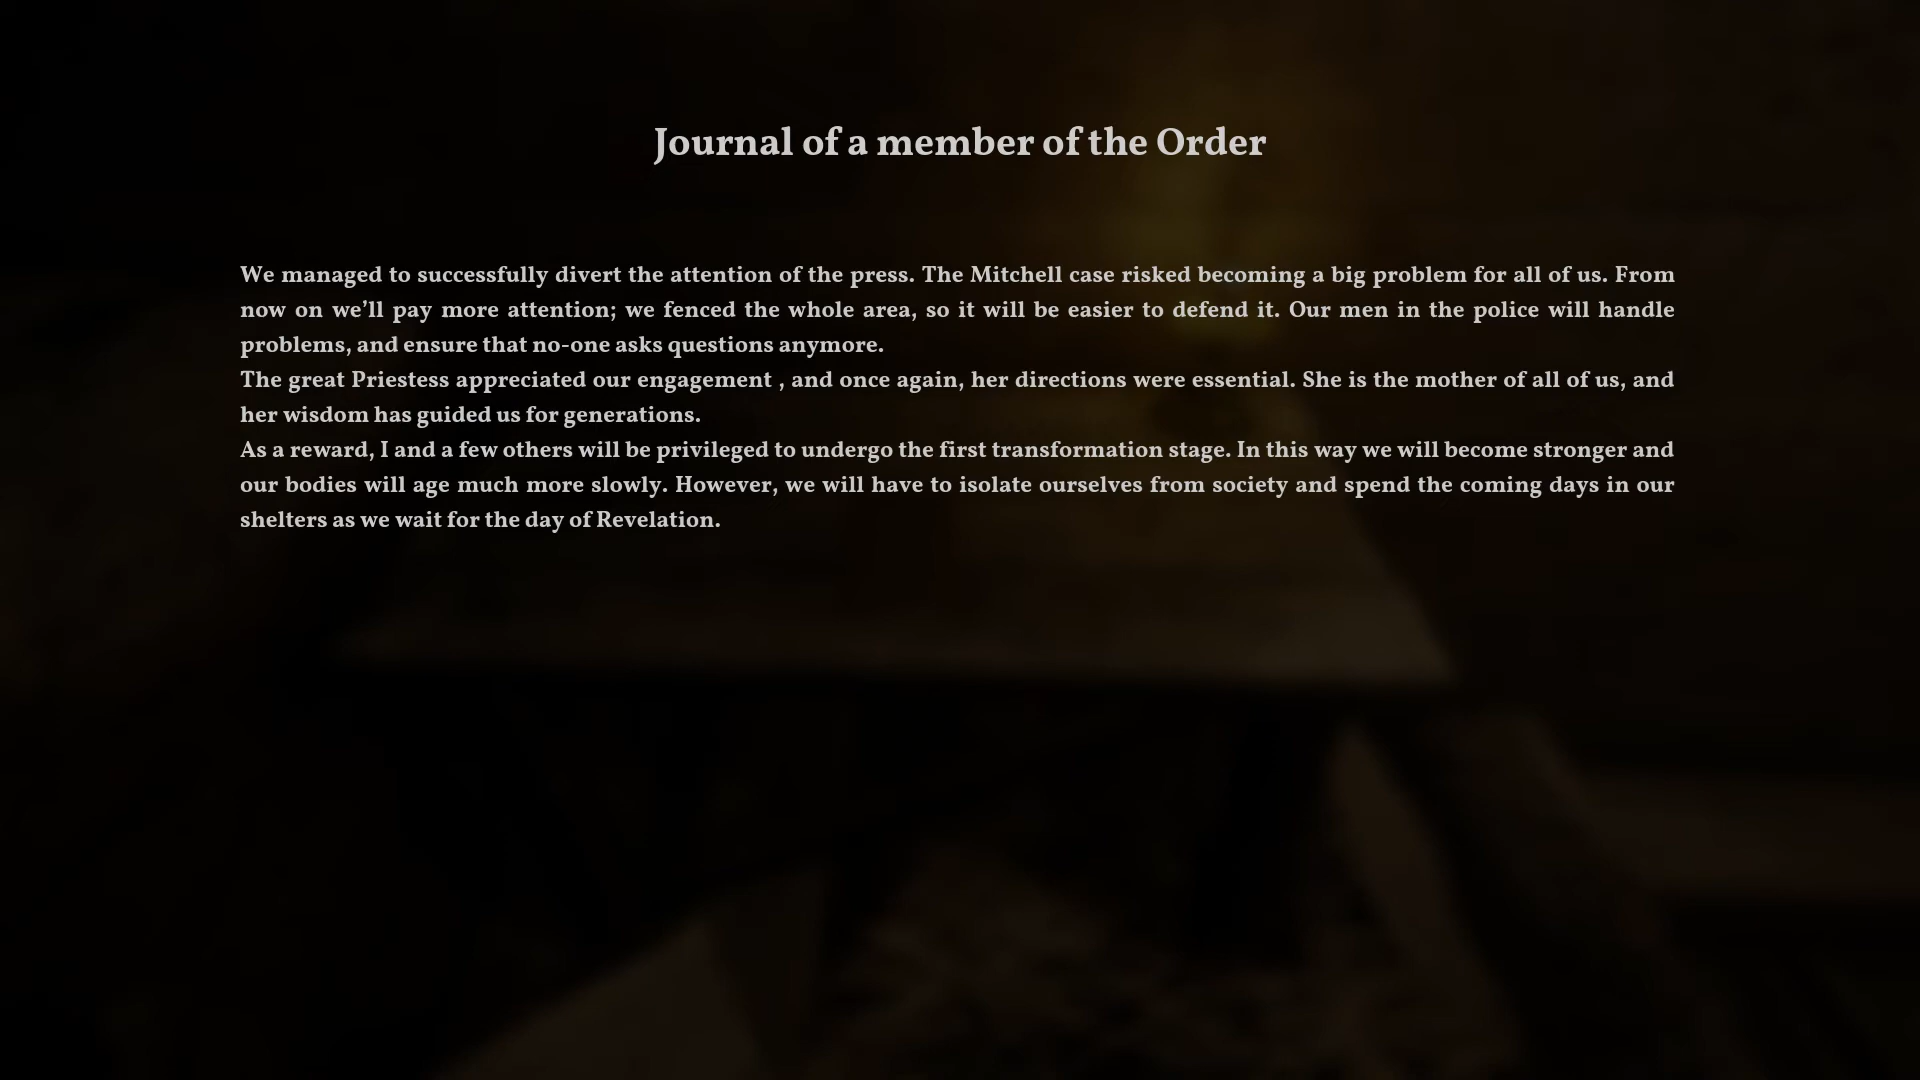 Journal of a member of the Order
We managed to successfully divert the attention of the press. The Mitchell case risked becoming a big problem for all of us. From
now on we’ll pay more attention; we fenced the whole area, so it will be easier to defend it. Our men in the police will handle
problems, and ensure that no-one asks questions anymore.
The great Priestess appreciated our engagement , and once again, her directions were essential. She is the mother of all of us, and
her wisdom has guided us for generations.
As a reward, I and a few others will be privileged to undergo the first transformation stage. In this way we will become stronger and
our bodies will age much more slowly. However, we will have to isolate ourselves from society and spend the coming days in our
shelters as we wait for the day of Revelation.